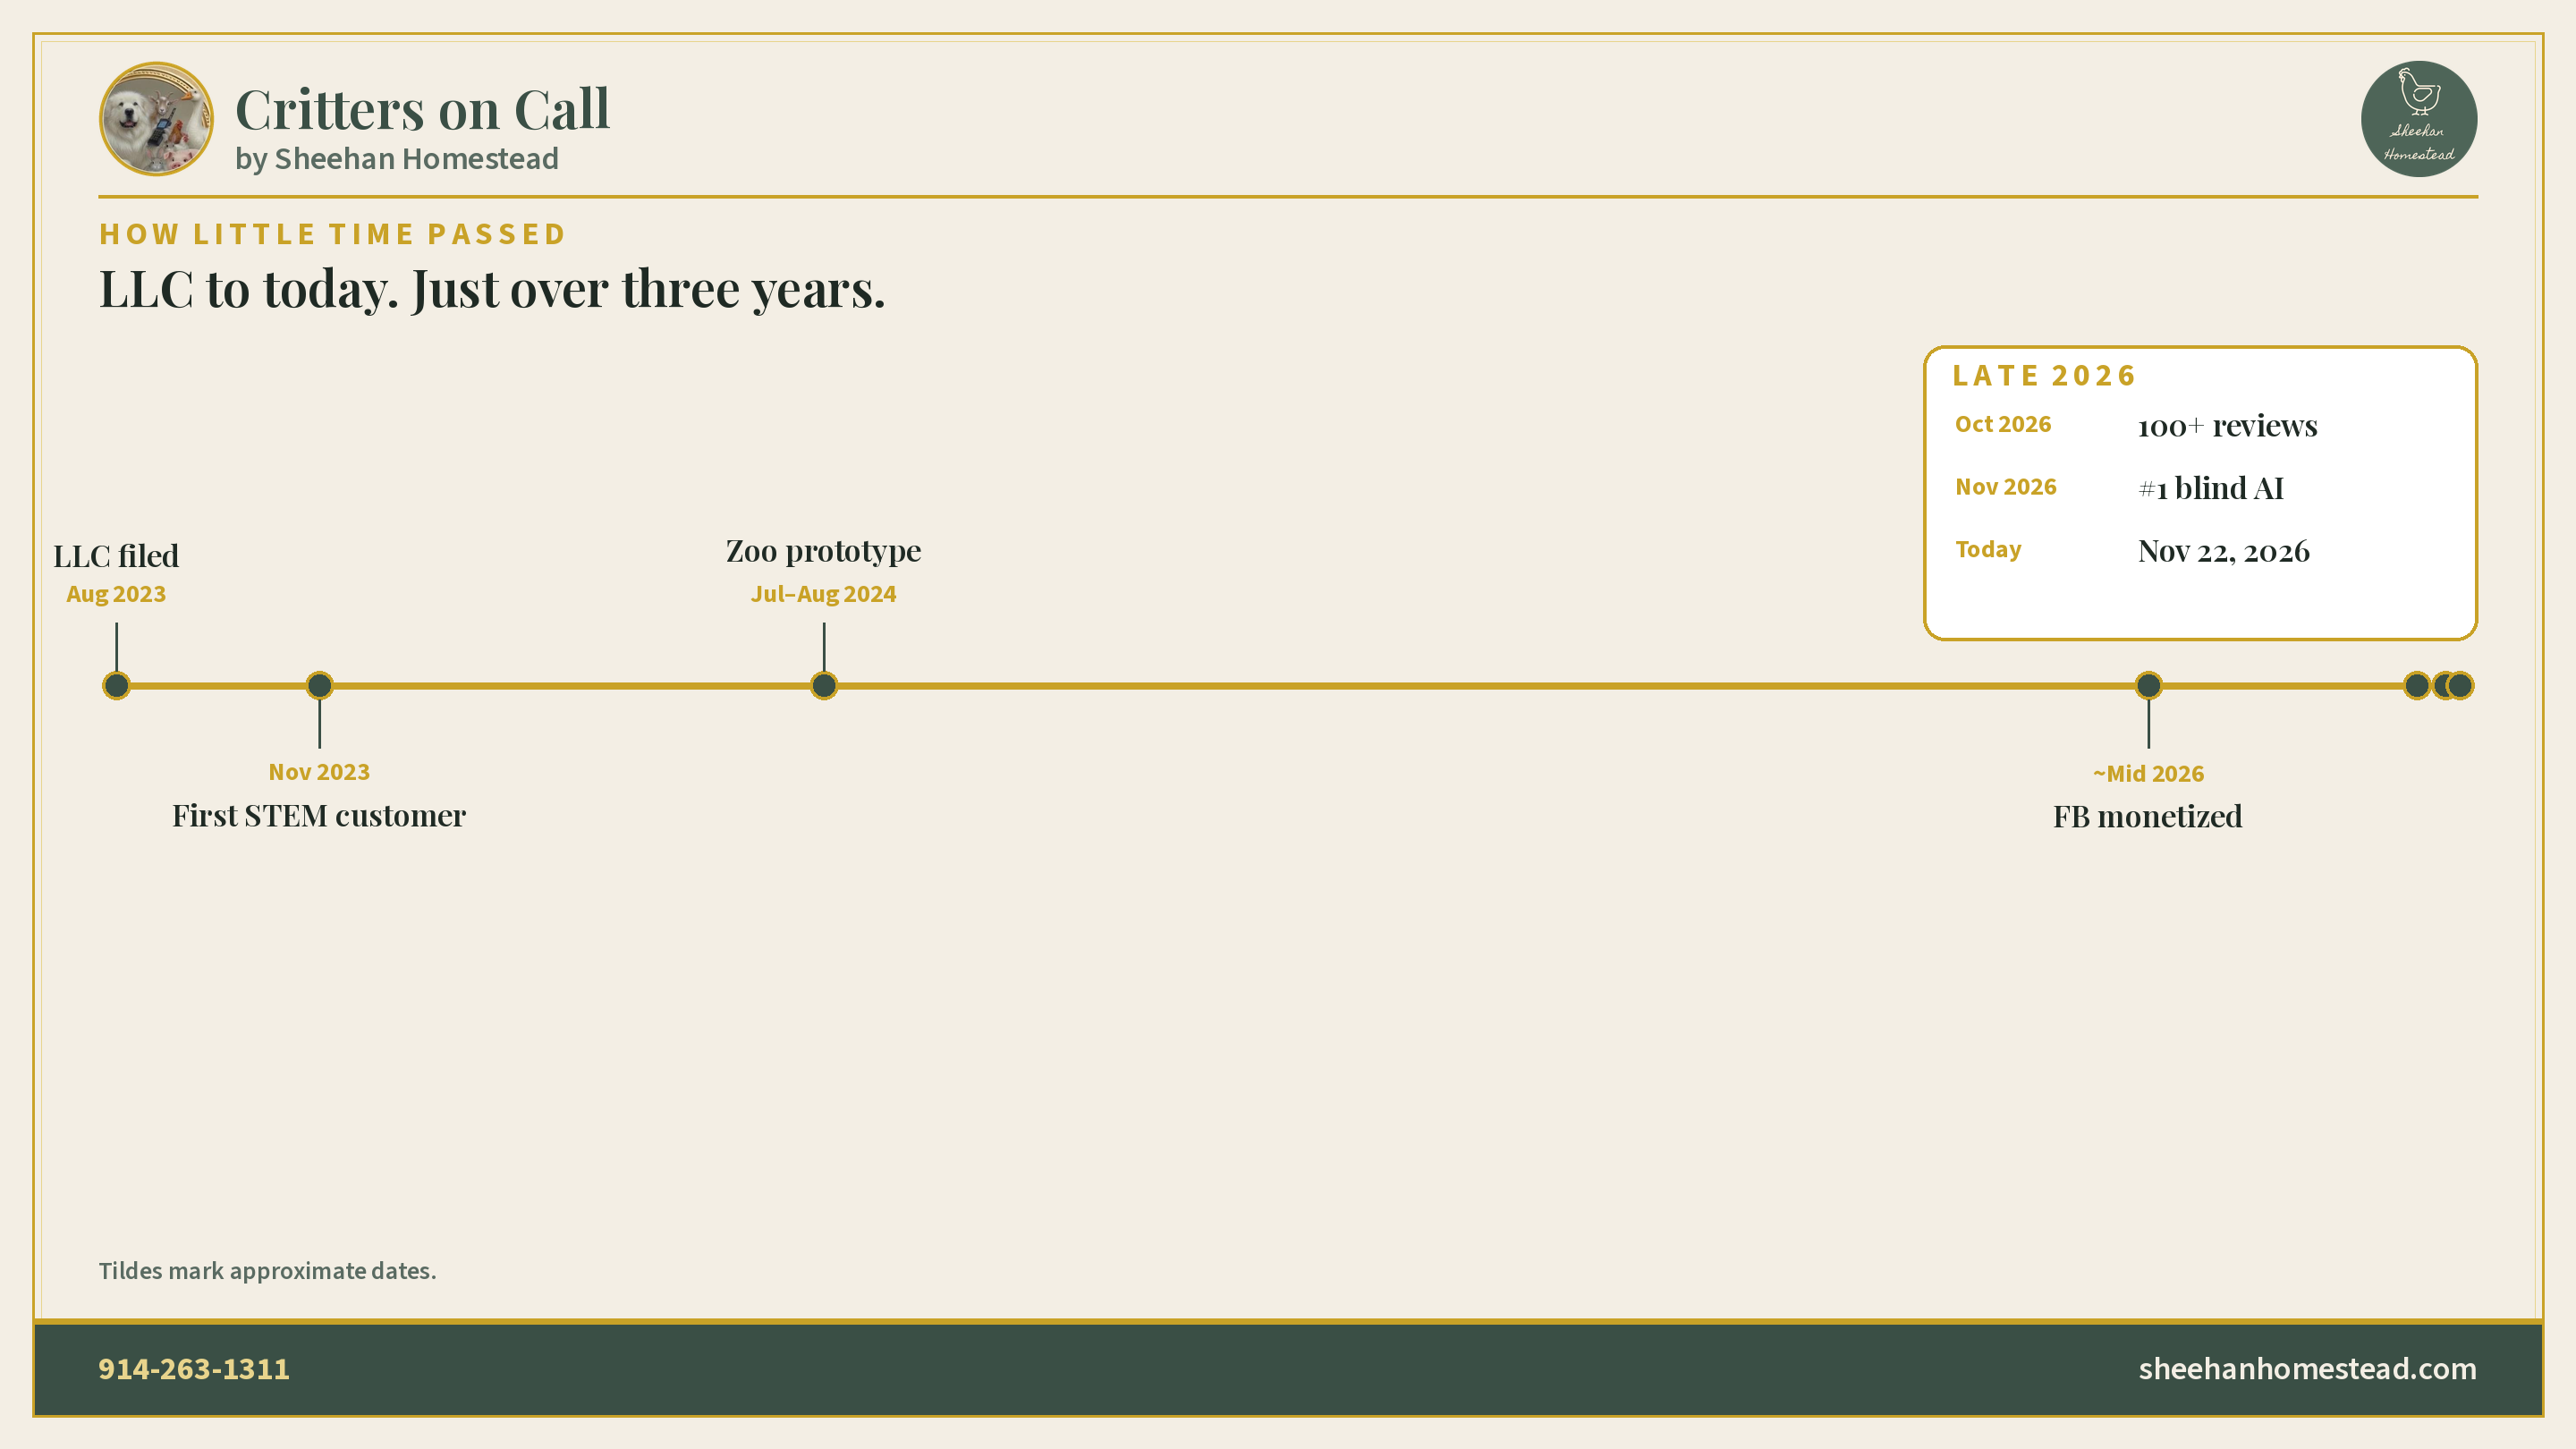 Critters on Call
by Sheehan Homestead
Sheehan
Homestead
HOW LITTLE TIME PASSED
LLC to today. Just over three years.
LATE 2026
Oct 2026 100+ reviews
Nov 2026 #1 blind AI
Today Nov 22, 2026
LLC filed
Aug 2023
Zoo prototype
Jul–Aug 2024
Nov 2023
First STEM customer
~Mid 2026
FB monetized
Tildes mark approximate dates.
914-263-1311
sheehanhomestead.com